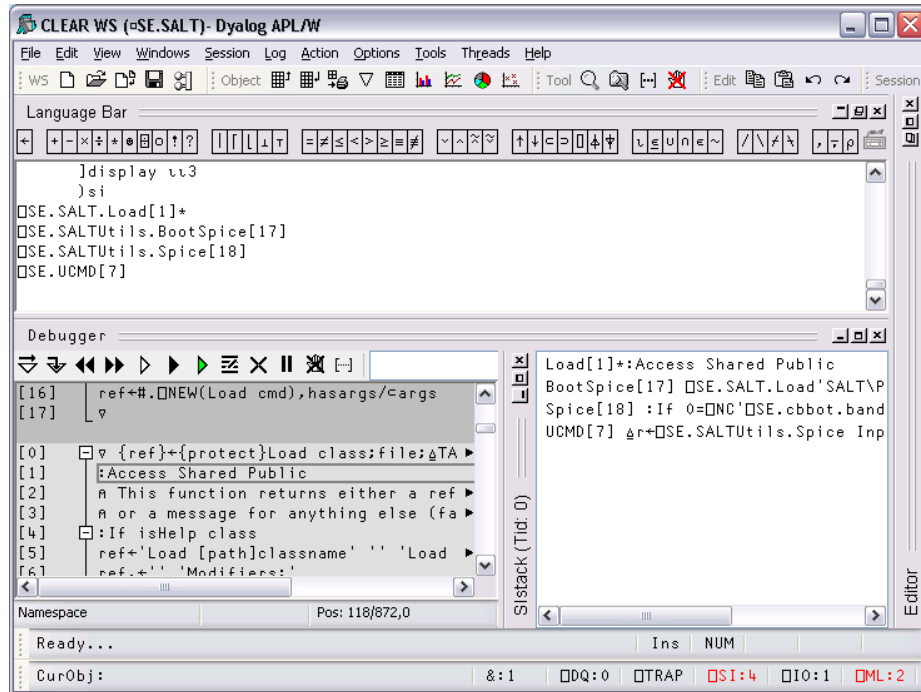 CLEAR WS (⎕SE.SALT)- Dyalog APL/W
File Edit View Windows Session Log Action Options Tools Threads Help
WS Object Tool Edit Session
Language Bar
← + - × ÷ * ⍟ ⌹ ○ ! ? | ⌈ ⌊ ⊥ ⊤ = ≠ ≤ < > ≥ ≡ ≢ ∨ ∧ ⍲ ⍱ ↑ ↓ ⊂ ⊃ ⌷ ⍋ ⍒ ⍳ ⍷ ∪ ∩ ∊ ~ / \ ⌿ ⍀ , ⍪ ⍴
]display ⍳⍳3
)si
⎕SE.SALT.Load[1]*
⎕SE.SALTUtils.BootSpice[17]
⎕SE.SALTUtils.Spice[18]
⎕SE.UCMD[7]
Debugger
[16] ref←#.⎕NEW(Load cmd),hasargs/⊂args
[17] ∇
[0] ∇ {ref}←{protect}Load class;file;∆TA
[1] :Access Shared Public
[2] ⍝ This function returns either a ref
[3] ⍝ or a message for anything else (fa
[4] :If isHelp class
[5] ref←'Load [path]classname' '' 'Load
[6] ref,←'' 'Modifiers:'
Namespace Pos: 118/872,0
SIstack (Tid: 0)
Load[1]*:Access Shared Public
BootSpice[17] ⎕SE.SALT.Load'SALT\P
Spice[18] :If 0=⎕NC'⎕SE.cbbot.band
UCMD[7] ∆r←⎕SE.SALTUtils.Spice Inp
Editor
Ready... Ins NUM
CurObj: &:1 ⎕DQ:0 ⎕TRAP ⎕SI:4 ⎕IO:1 ⎕ML:2